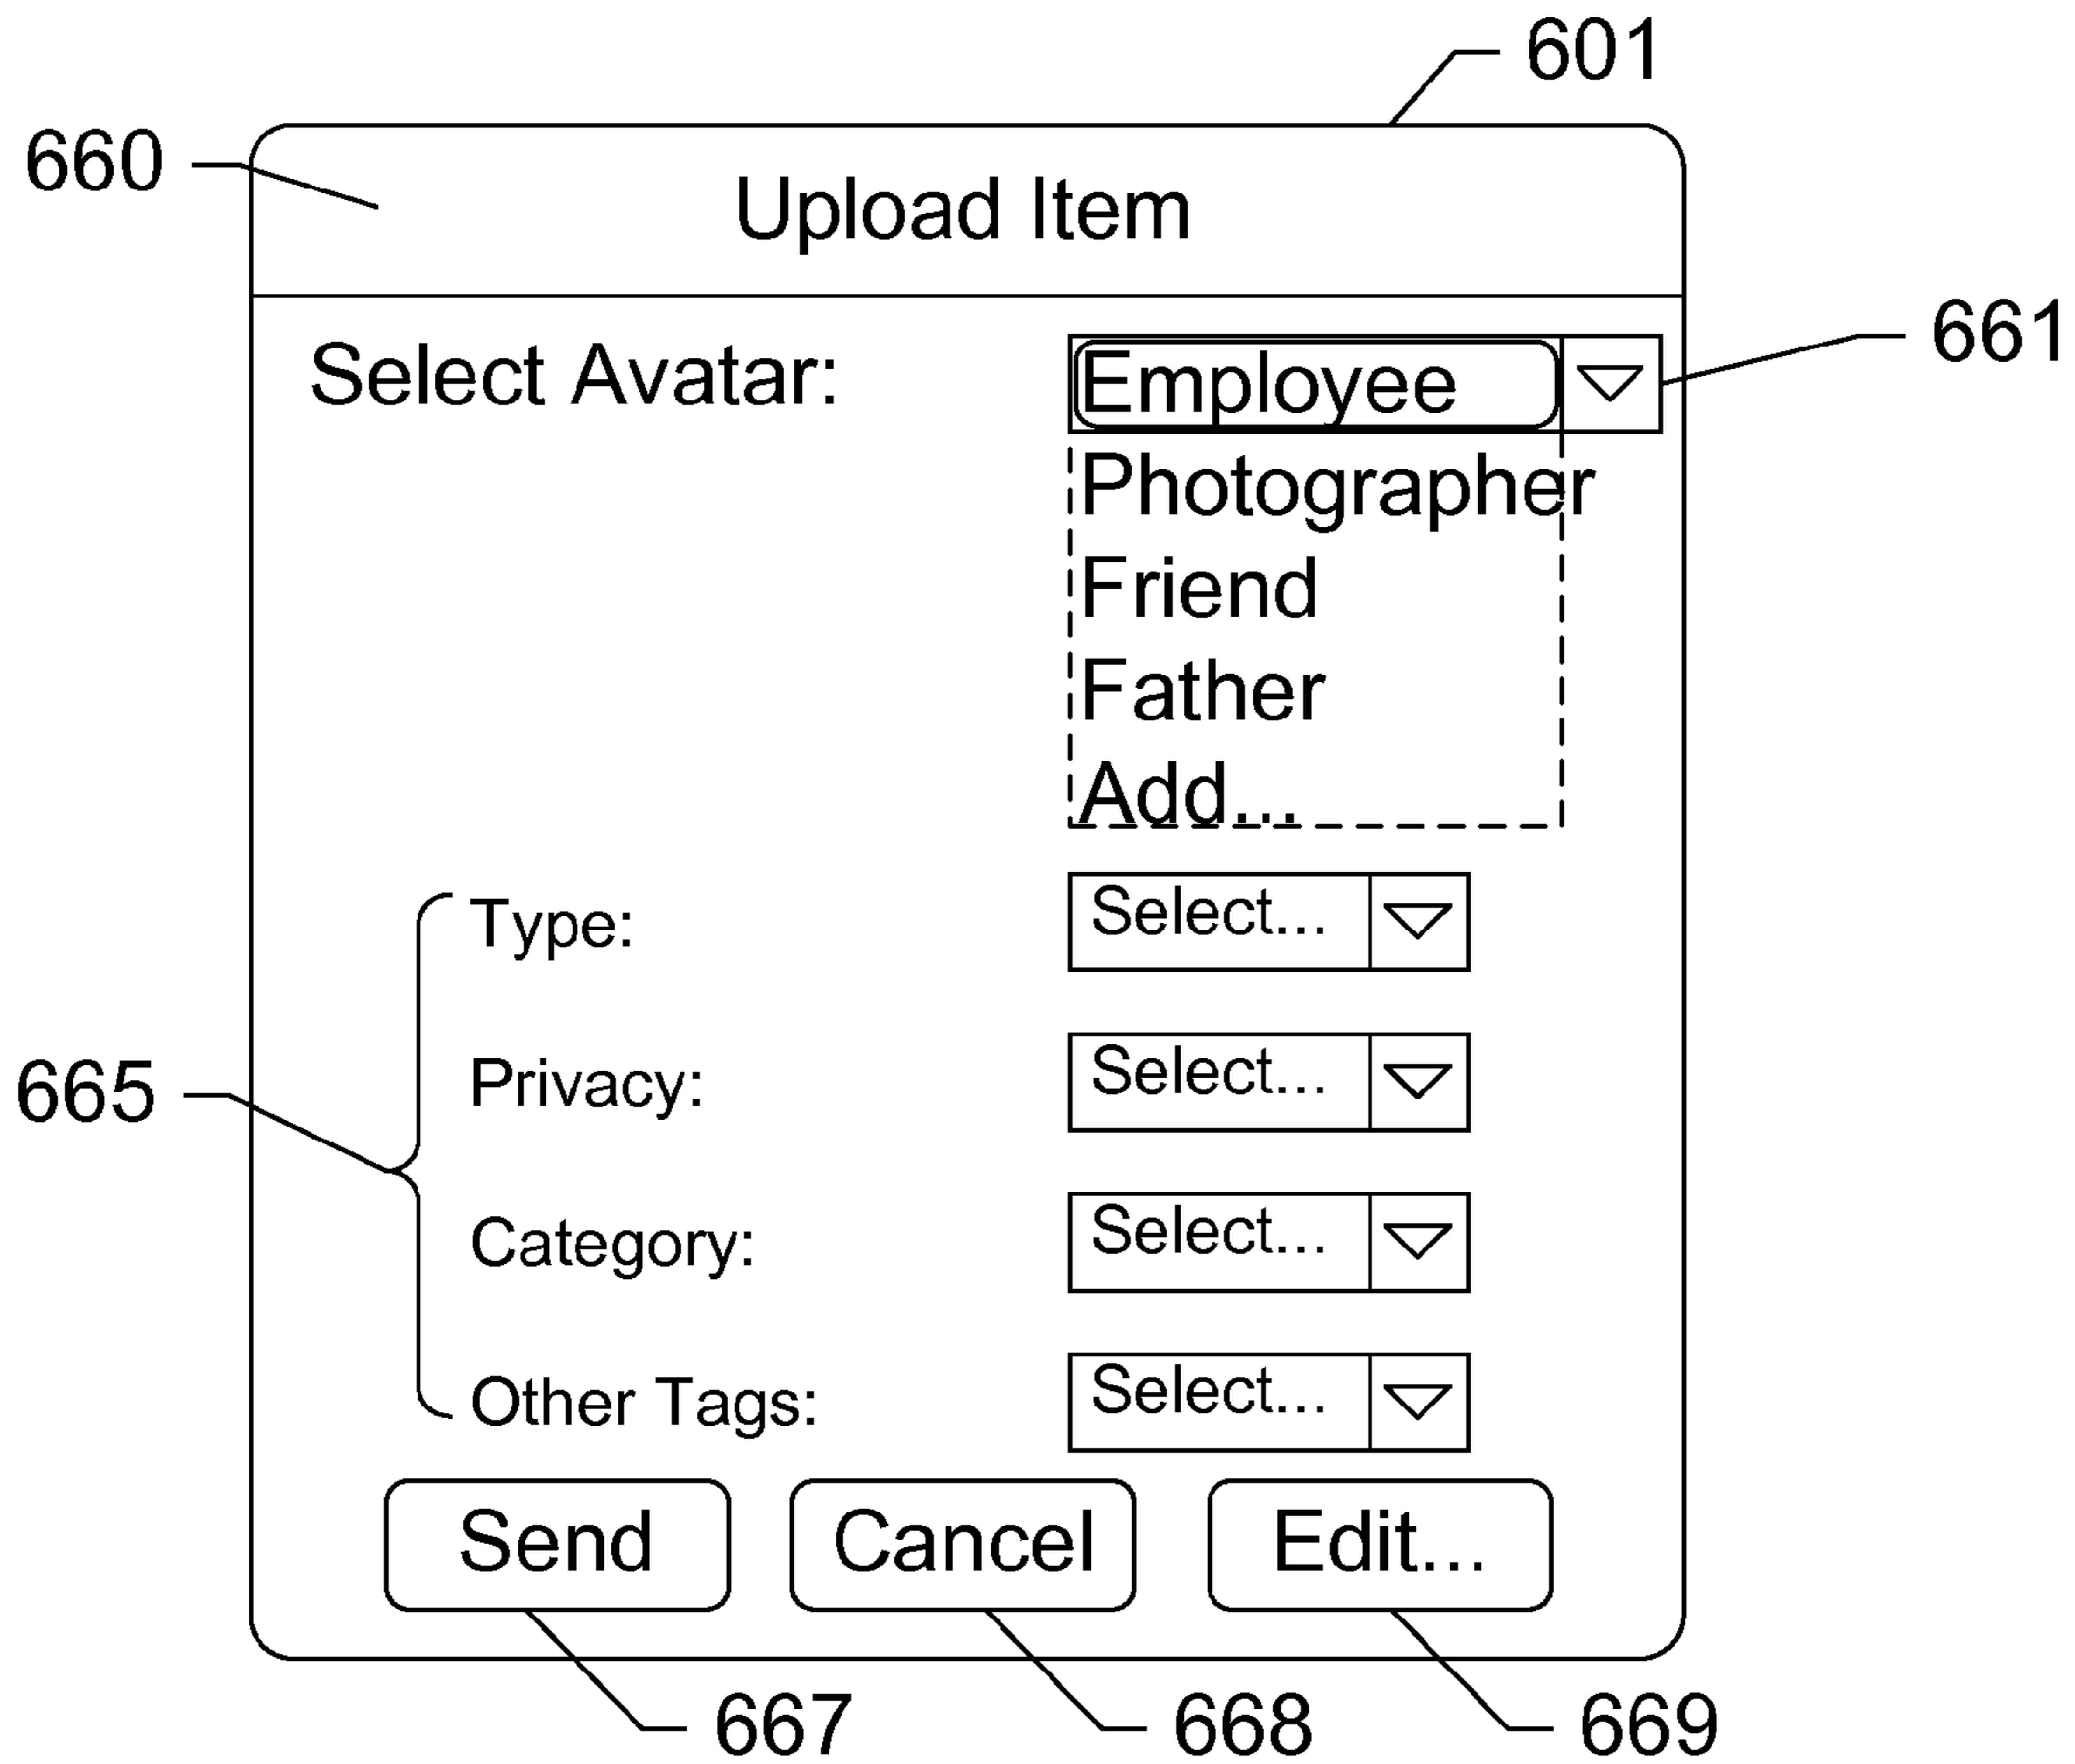 601
660
Upload Item
661
Select Avatar: Employee
Photographer
Friend
Father
Add...
Type: Select...
665
Privacy: Select...
Category: Select...
Other Tags: Select...
Send Cancel Edit...
667 668 669